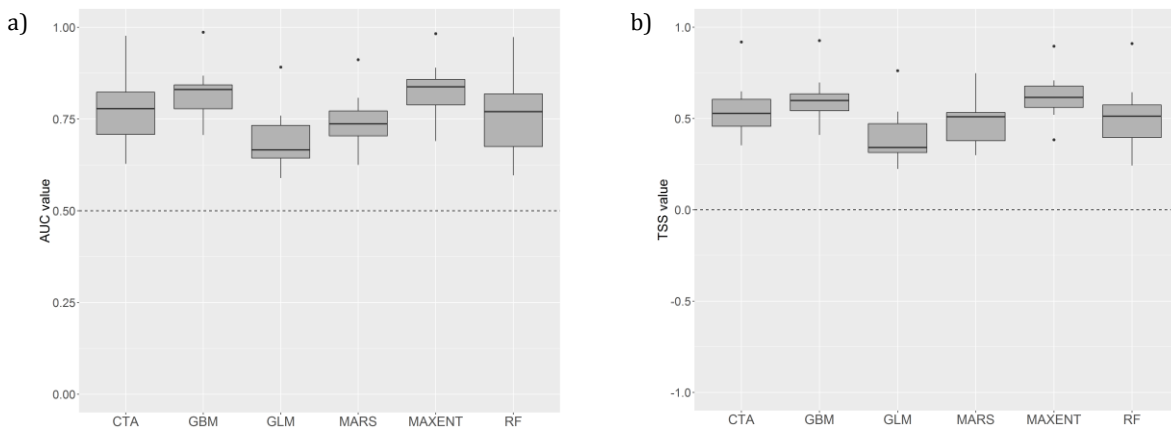 a)
AUC value
1.00
0.75
0.50
0.25
0.00
CTA GBM GLM MARS MAXENT RF
b)
TSS value
1.0
0.5
0.0
-0.5
-1.0
CTA GBM GLM MARS MAXENT RF